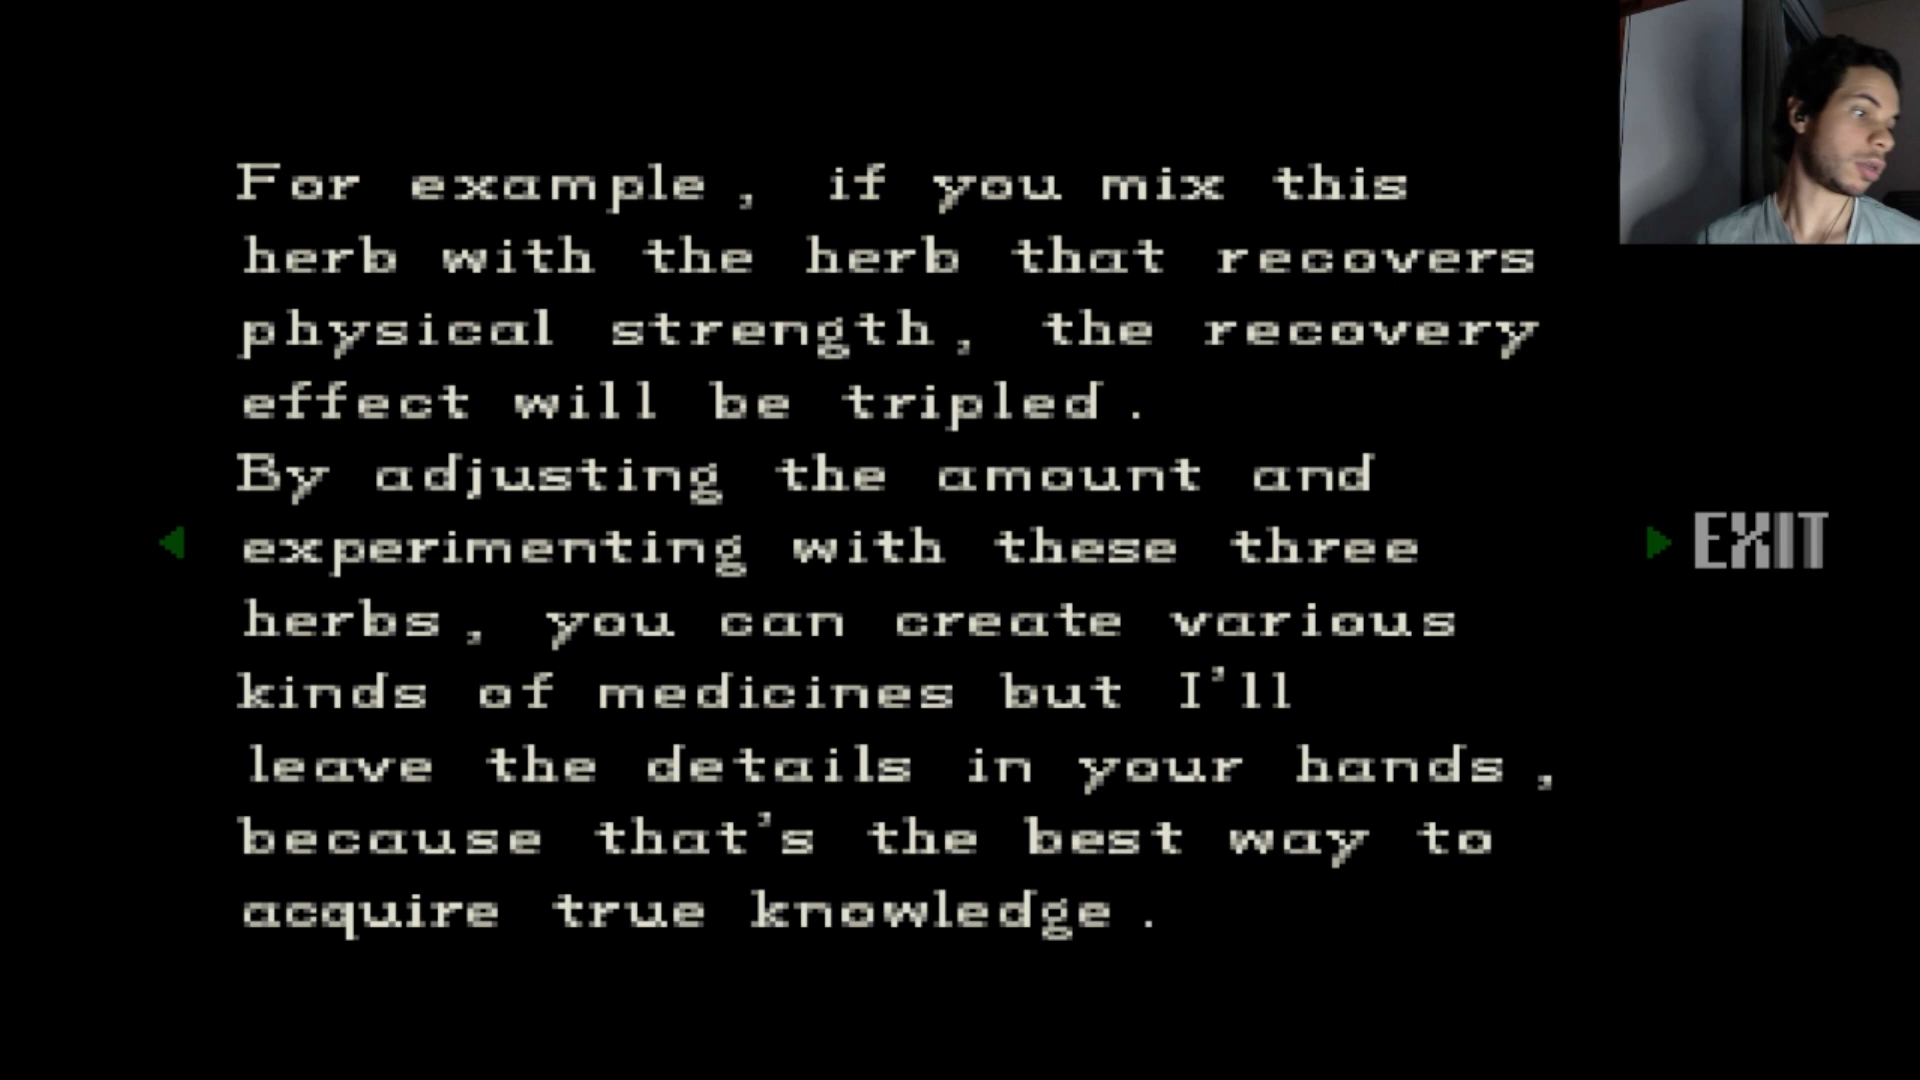 For example, if you mix this
herb with the herb that recovers
physical strength, the recovery
effect will be tripled.
By adjusting the amount and
experimenting with these three
herbs, you can create various
kinds of medicines but I'll
leave the details in your hands,
because that's the best way to
acquire true knowledge.
EXIT